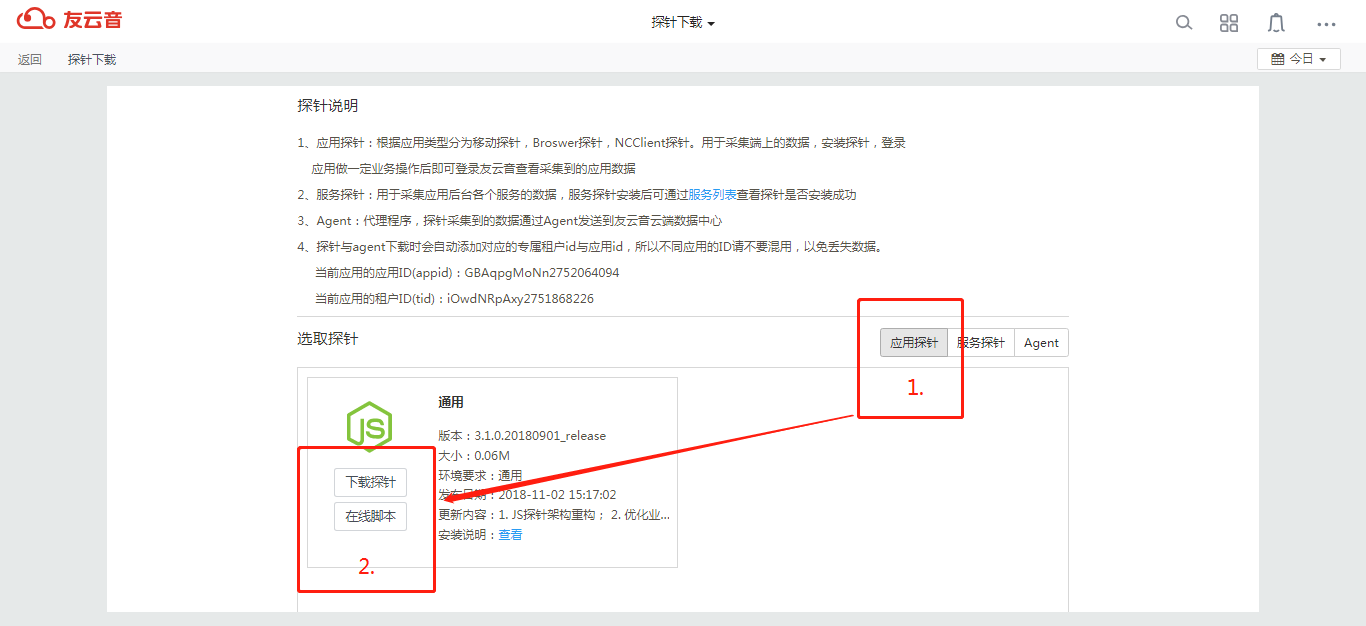 友云音
探针下载
返回
探针下载
今日
探针说明
1、应用探针：根据应用类型分为移动探针，Broswer探针，NCClient探针。用于采集端上的数据，安装探针，登录
应用做一定业务操作后即可登录友云音查看采集到的应用数据
2、服务探针：用于采集应用后台各个服务的数据，服务探针安装后可通过服务列表查看探针是否安装成功
3、Agent：代理程序，探针采集到的数据通过Agent发送到友云音云端数据中心
4、探针与agent下载时会自动添加对应的专属租户id与应用id，所以不同应用的ID请不要混用，以免丢失数据。
当前应用的应用ID(appid)：GBAqpgMoNn2752064094
当前应用的租户ID(tid)：iOwdNRpAxy2751868226
选取探针
应用探针
服务探针
Agent
1.
JS
通用
版本：3.1.0.20180901_release
大小：0.06M
环境要求：通用
发布日期：2018-11-02 15:17:02
更新内容：1. JS探针架构重构； 2. 优化业...
安装说明：查看
下载探针
在线脚本
2.